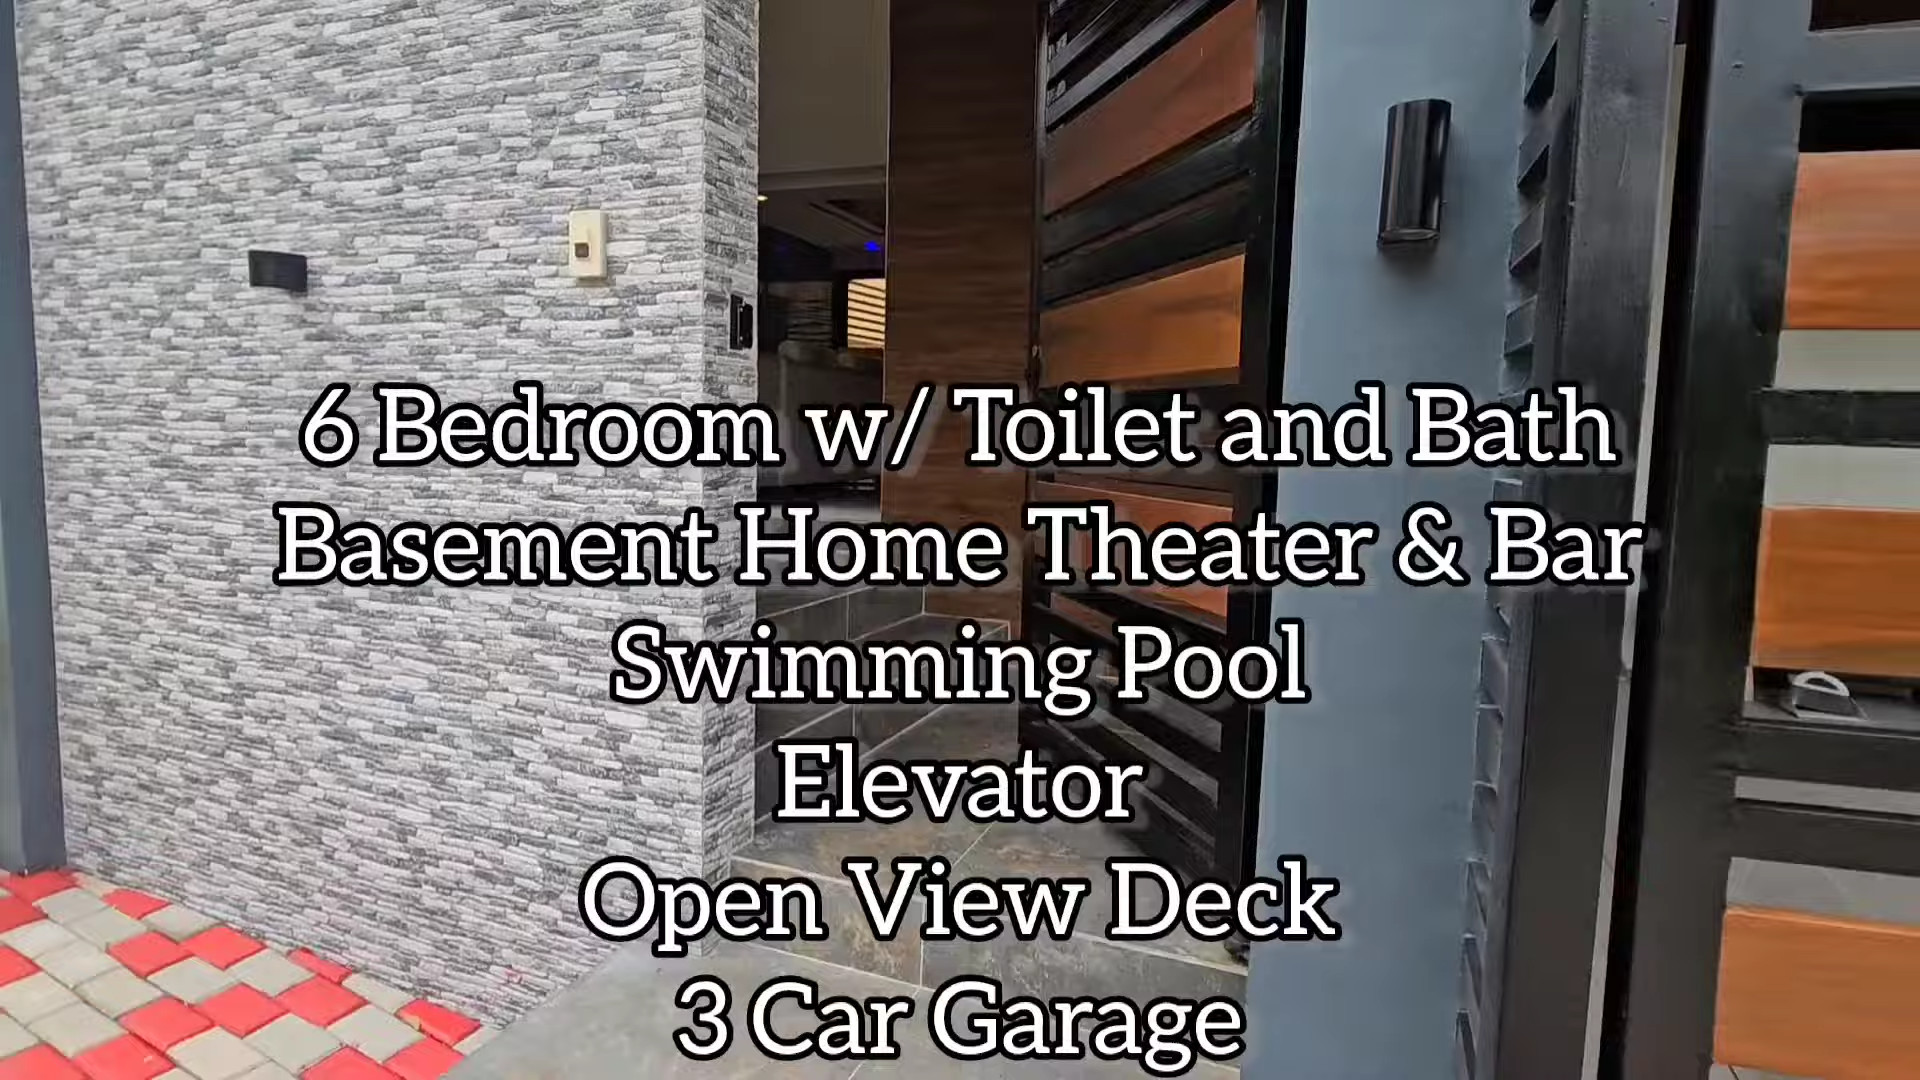 6 Bedroom w/ Toilet and Bath
Basement Home Theater & Bar
Swimming Pool
Elevator
Open View Deck
3 Car Garage